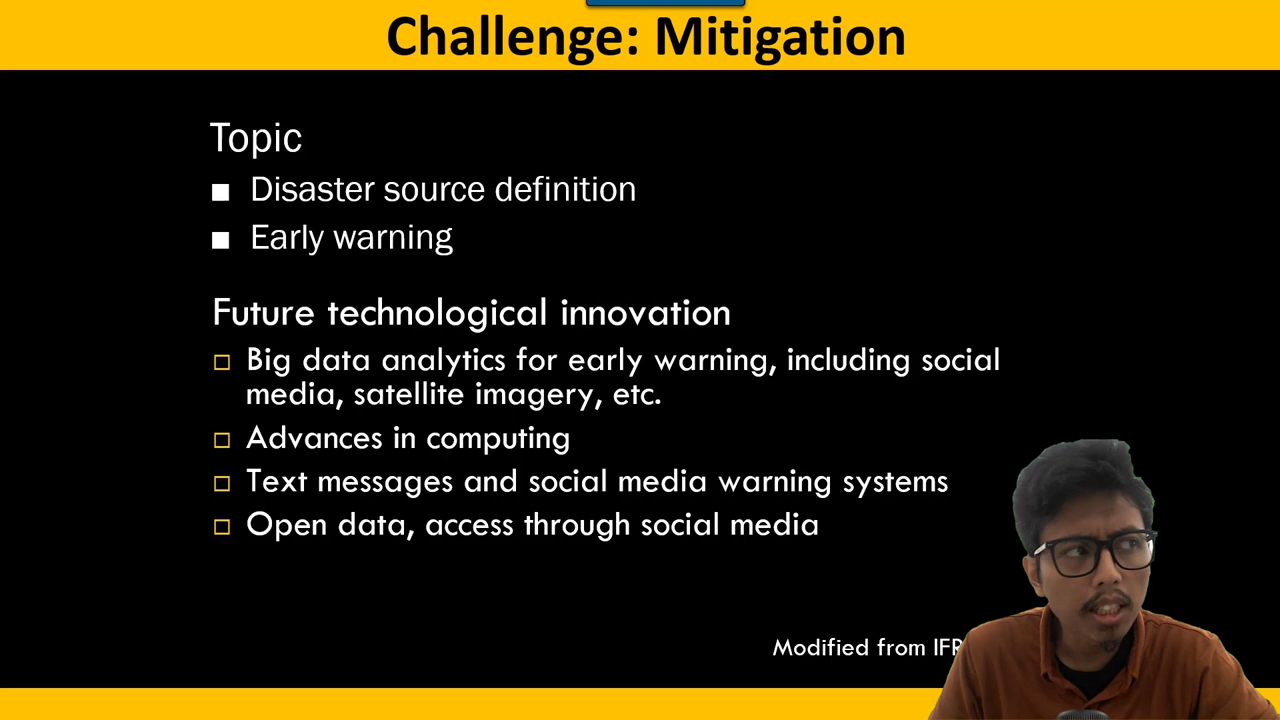 Challenge: Mitigation
Topic
Disaster source definition
Early warning
Future technological innovation
Big data analytics for early warning, including social
media, satellite imagery, etc.
Advances in computing
Text messages and social media warning systems
Open data, access through social media
Modified from